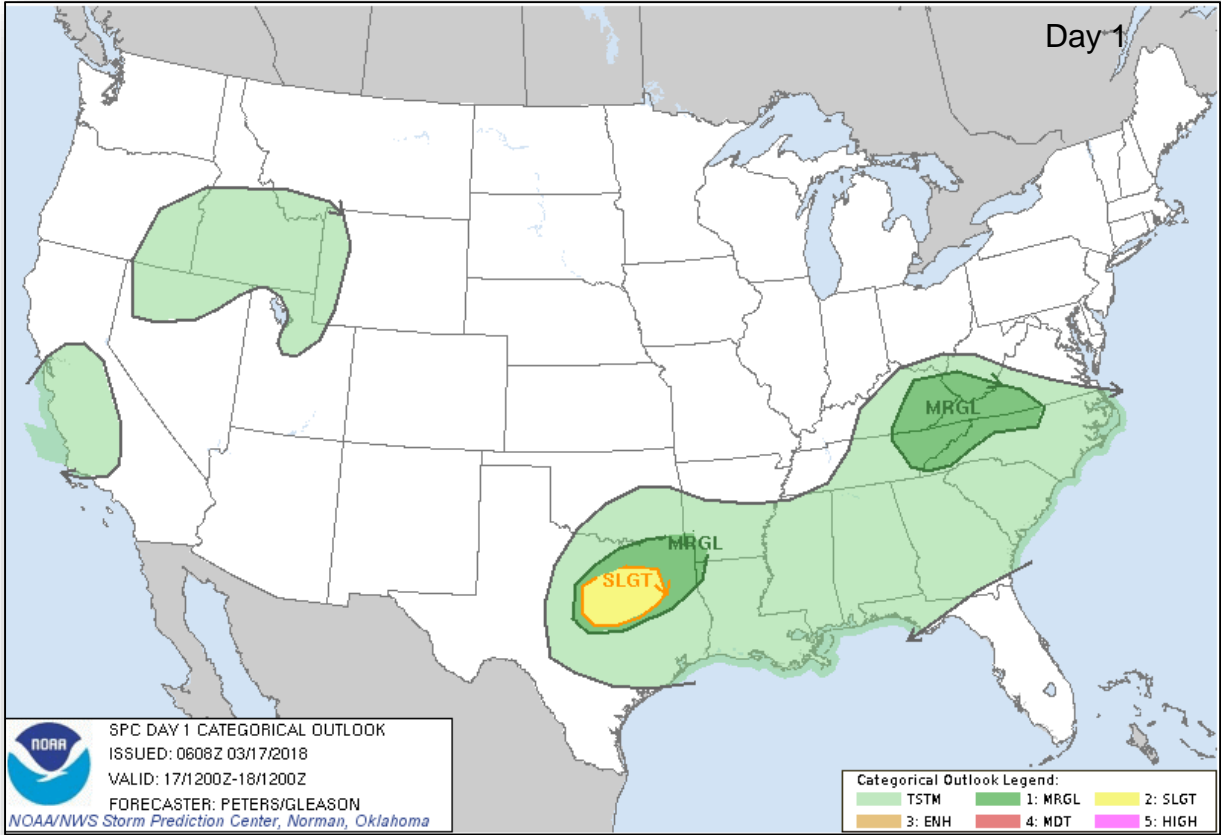 Day 1
MRGL
MRGL
SLGT
NOAA
SPC DAY 1 CATEGORICAL OUTLOOK
ISSUED: 0608Z 03/17/2018
VALID: 17/1200Z-18/1200Z
FORECASTER: PETERS/GLEASON
NOAA/NWS Storm Prediction Center, Norman, Oklahoma
Categorical Outlook Legend:
TSTM 1: MRGL 2: SLGT
3: ENH 4: MDT 5: HIGH